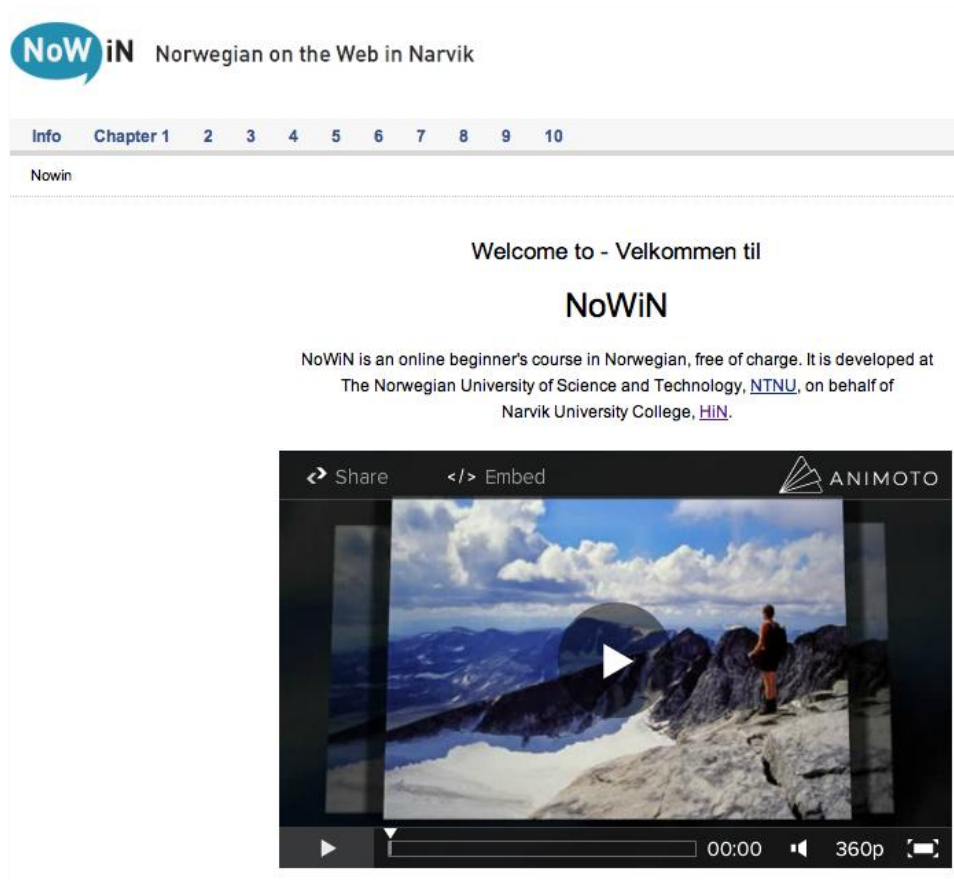 NoWiN Norwegian on the Web in Narvik
Info Chapter 1 2 3 4 5 6 7 8 9 10
Nowin
Welcome to - Velkommen til
NoWiN
NoWiN is an online beginner's course in Norwegian, free of charge. It is developed at
The Norwegian University of Science and Technology, NTNU, on behalf of
Narvik University College, HiN.
Share </> Embed ANIMOTO
00:00 360p